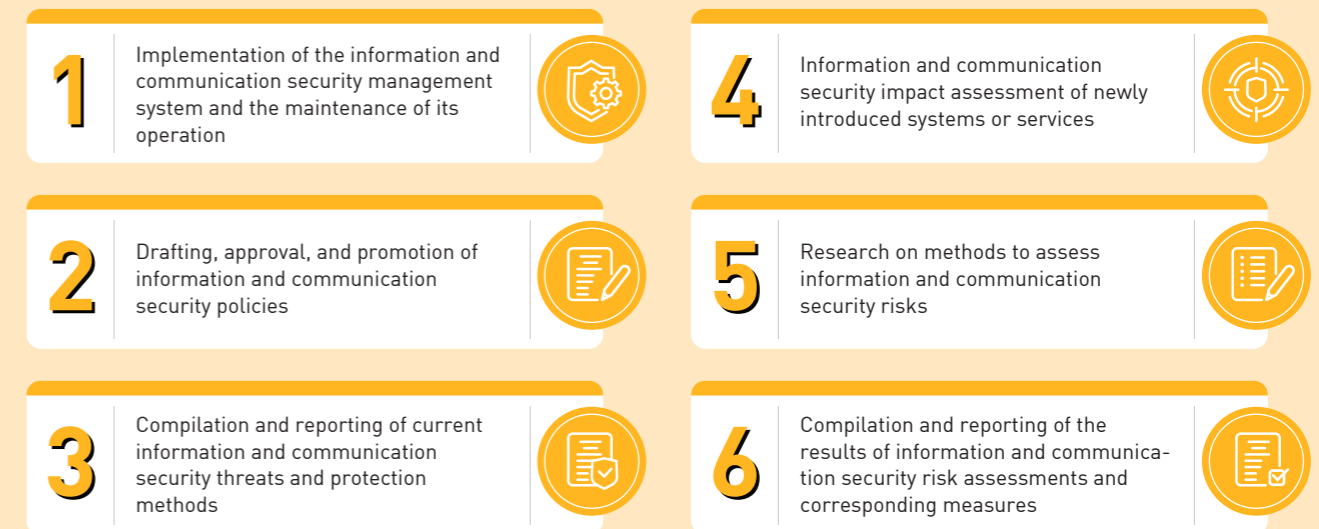 1
Implementation of the information and
communication security management
system and the maintenance of its
operation
2
Drafting, approval, and promotion of
information and communication
security policies
3
Compilation and reporting of current
information and communication
security threats and protection
methods
4
Information and communication
security impact assessment of newly
introduced systems or services
5
Research on methods to assess
information and communication
security risks
6
Compilation and reporting of the
results of information and communica-
tion security risk assessments and
corresponding measures